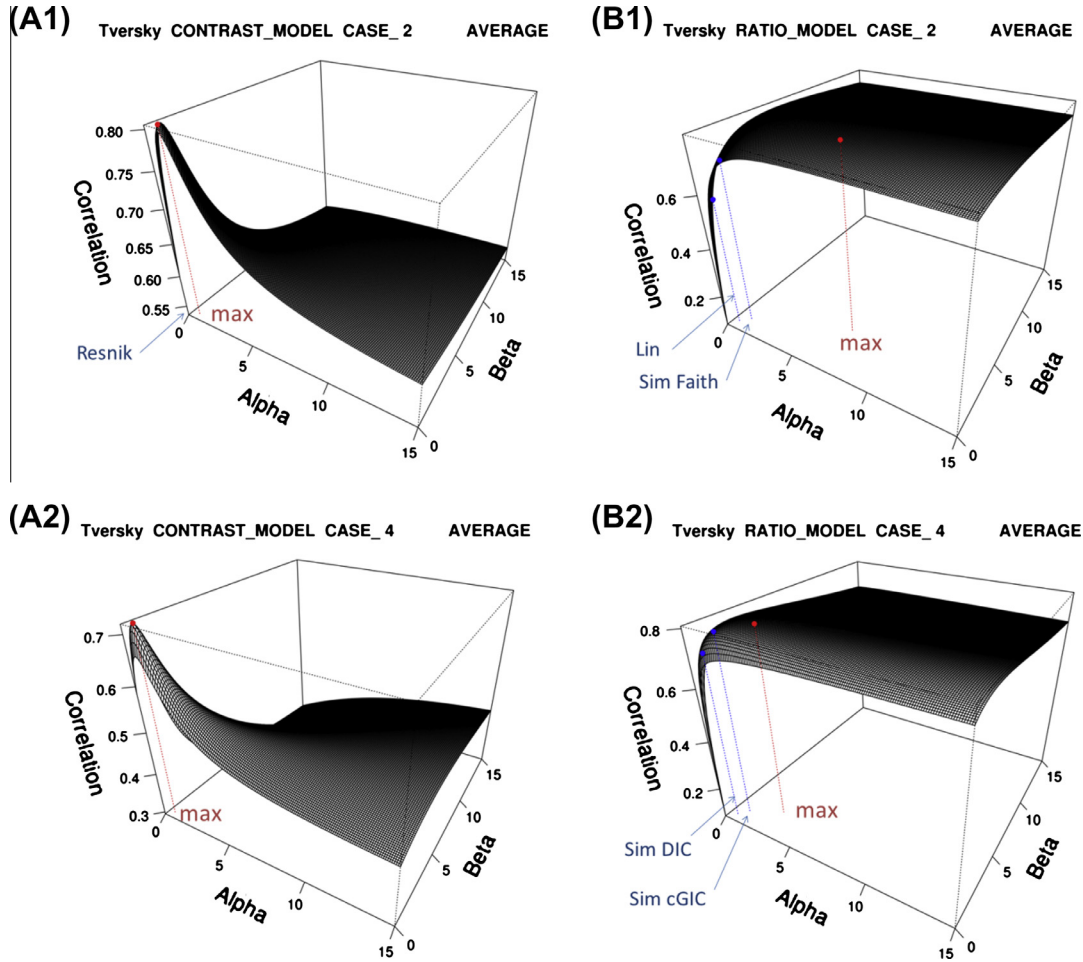 (A1)
Tversky CONTRAST_MODEL CASE_ 2 AVERAGE
0.80
0.75
0.70
0.65
0.60
0.55
Correlation
Resnik
max
0
5
10
15
Alpha
0
5
10
15
Beta
(B1)
Tversky RATIO_MODEL CASE_ 2 AVERAGE
0.6
0.4
0.2
Correlation
Lin
Sim Faith
max
0
5
10
15
Alpha
0
5
10
15
Beta
(A2)
Tversky CONTRAST_MODEL CASE_ 4 AVERAGE
0.7
0.6
0.5
0.4
0.3
Correlation
max
0
5
10
15
Alpha
0
5
10
15
Beta
(B2)
Tversky RATIO_MODEL CASE_ 4 AVERAGE
0.8
0.6
0.4
0.2
Correlation
Sim DIC
Sim cGIC
max
0
5
10
15
Alpha
0
5
10
15
Beta